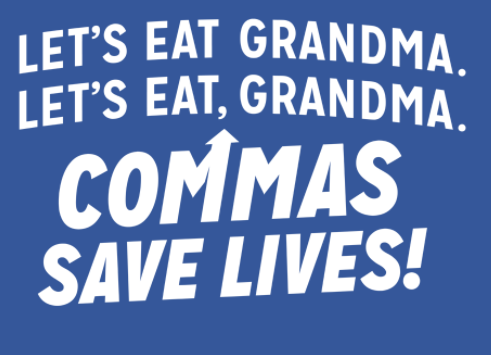 LET'S EAT GRANDMA.
LET'S EAT, GRANDMA.
COMMAS
SAVE LIVES!